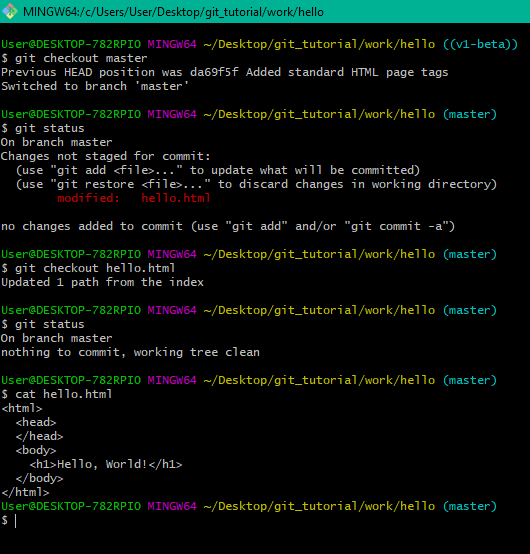 MINGW64:/c/Users/User/Desktop/git_tutorial/work/hello
User@DESKTOP-782RPIO MINGW64 ~/Desktop/git_tutorial/work/hello ((v1-beta))
$ git checkout master
Previous HEAD position was da69f5f Added standard HTML page tags
Switched to branch 'master'
User@DESKTOP-782RPIO MINGW64 ~/Desktop/git_tutorial/work/hello (master)
$ git status
On branch master
Changes not staged for commit:
  (use "git add <file>..." to update what will be committed)
  (use "git restore <file>..." to discard changes in working directory)
        modified:   hello.html
no changes added to commit (use "git add" and/or "git commit -a")
User@DESKTOP-782RPIO MINGW64 ~/Desktop/git_tutorial/work/hello (master)
$ git checkout hello.html
Updated 1 path from the index
User@DESKTOP-782RPIO MINGW64 ~/Desktop/git_tutorial/work/hello (master)
$ git status
On branch master
nothing to commit, working tree clean
User@DESKTOP-782RPIO MINGW64 ~/Desktop/git_tutorial/work/hello (master)
$ cat hello.html
<html>
  <head>
  </head>
  <body>
    <h1>Hello, World!</h1>
  </body>
</html>
User@DESKTOP-782RPIO MINGW64 ~/Desktop/git_tutorial/work/hello (master)
$